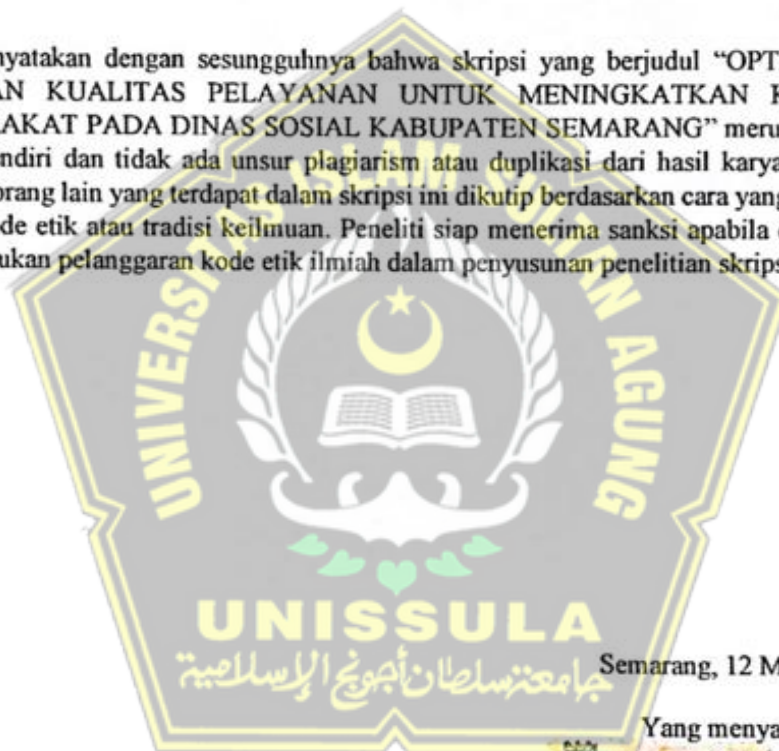 nyatakan dengan sesungguhnya bahwa skripsi yang berjudul “OPT
AN KUALITAS PELAYANAN UNTUK MENINGKATKAN K
AKAT PADA DINAS SOSIAL KABUPATEN SEMARANG” meru
ndiri dan tidak ada unsur plagiarism atau duplikasi dari hasil karya
orang lain yang terdapat dalam skripsi ini dikutip berdasarkan cara yang
de etik atau tradisi keilmuan. Peneliti siap menerima sanksi apabila
ukan pelanggaran kode etik ilmiah dalam penyusunan penelitian skrips
UNIVERSITAS ISLAM SULTAN AGUNG
UNISSULA
جامعة سلطان أجونج الإسلامية
Semarang, 12 M
Yang menya